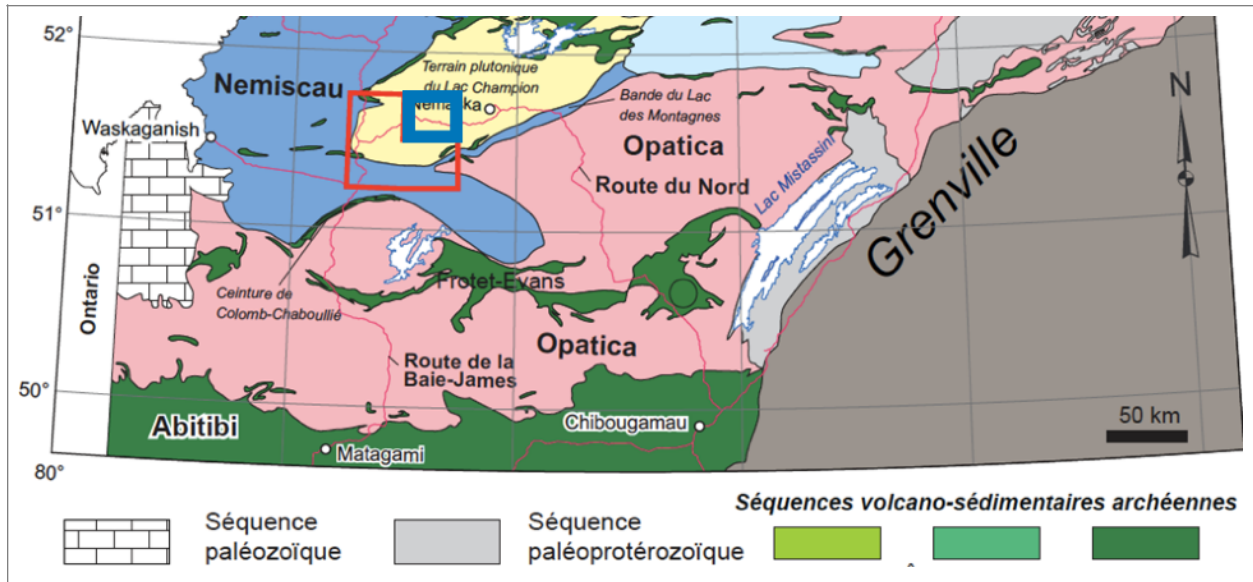 52°
Nemiscau
Terrain plutonique
du Lac Champion
Nemaska
Bande du Lac
des Montagnes
Waskaganish
Opatica
N
Route du Nord
Lac Mistassini
51°
Grenville
Ontario
Ceinture de
Colomb-Chaboullié
Frotet-Evans
Opatica
Route de la
Baie-James
50°
50 km
Abitibi
Chibougamau
Matagami
80°
Séquences volcano-sédimentaires archéennes
Séquence
paléozoïque
Séquence
paléoprotérozoïque